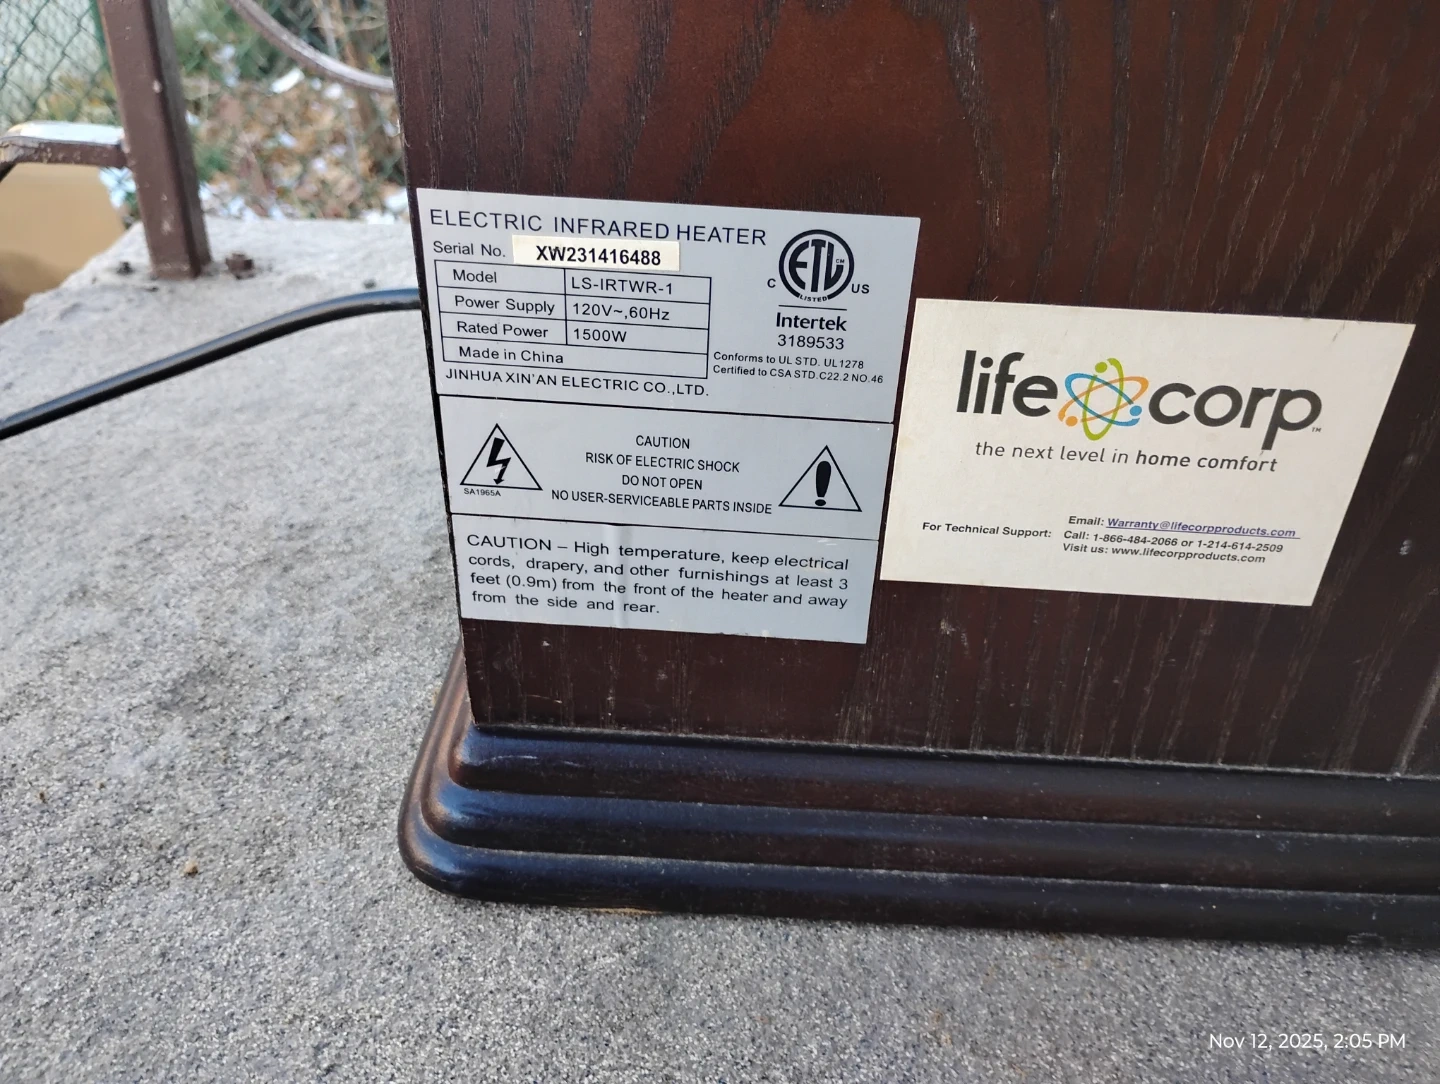 ELECTRIC INFRARED HEATER
Serial No. XW231416488
Model LS-IRTWR-1
Power Supply 120V~,60Hz
Rated Power 1500W
Made in China
JINHUA XIN'AN ELECTRIC CO.,LTD.
ETL CM
C LISTED US
Intertek
3189533
Conforms to UL STD. UL1278
Certified to CSA STD.C22.2 NO.46
CAUTION
RISK OF ELECTRIC SHOCK
DO NOT OPEN
NO USER-SERVICEABLE PARTS INSIDE
SA1965A
CAUTION – High temperature, keep electrical
cords, drapery, and other furnishings at least 3
feet (0.9m) from the front of the heater and away
from the side and rear.
life corp™
the next level in home comfort
For Technical Support:
Email: Warranty@lifecorpproducts.com
Call: 1-866-484-2066 or 1-214-614-2509
Visit us: www.lifecorpproducts.com
Nov 12, 2025, 2:05 PM